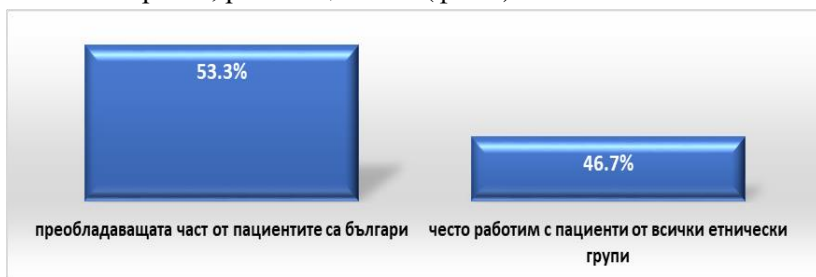 53.3%
46.7%
преобладаващата част от пациентите са българи
често работим с пациенти от всички етнически
групи